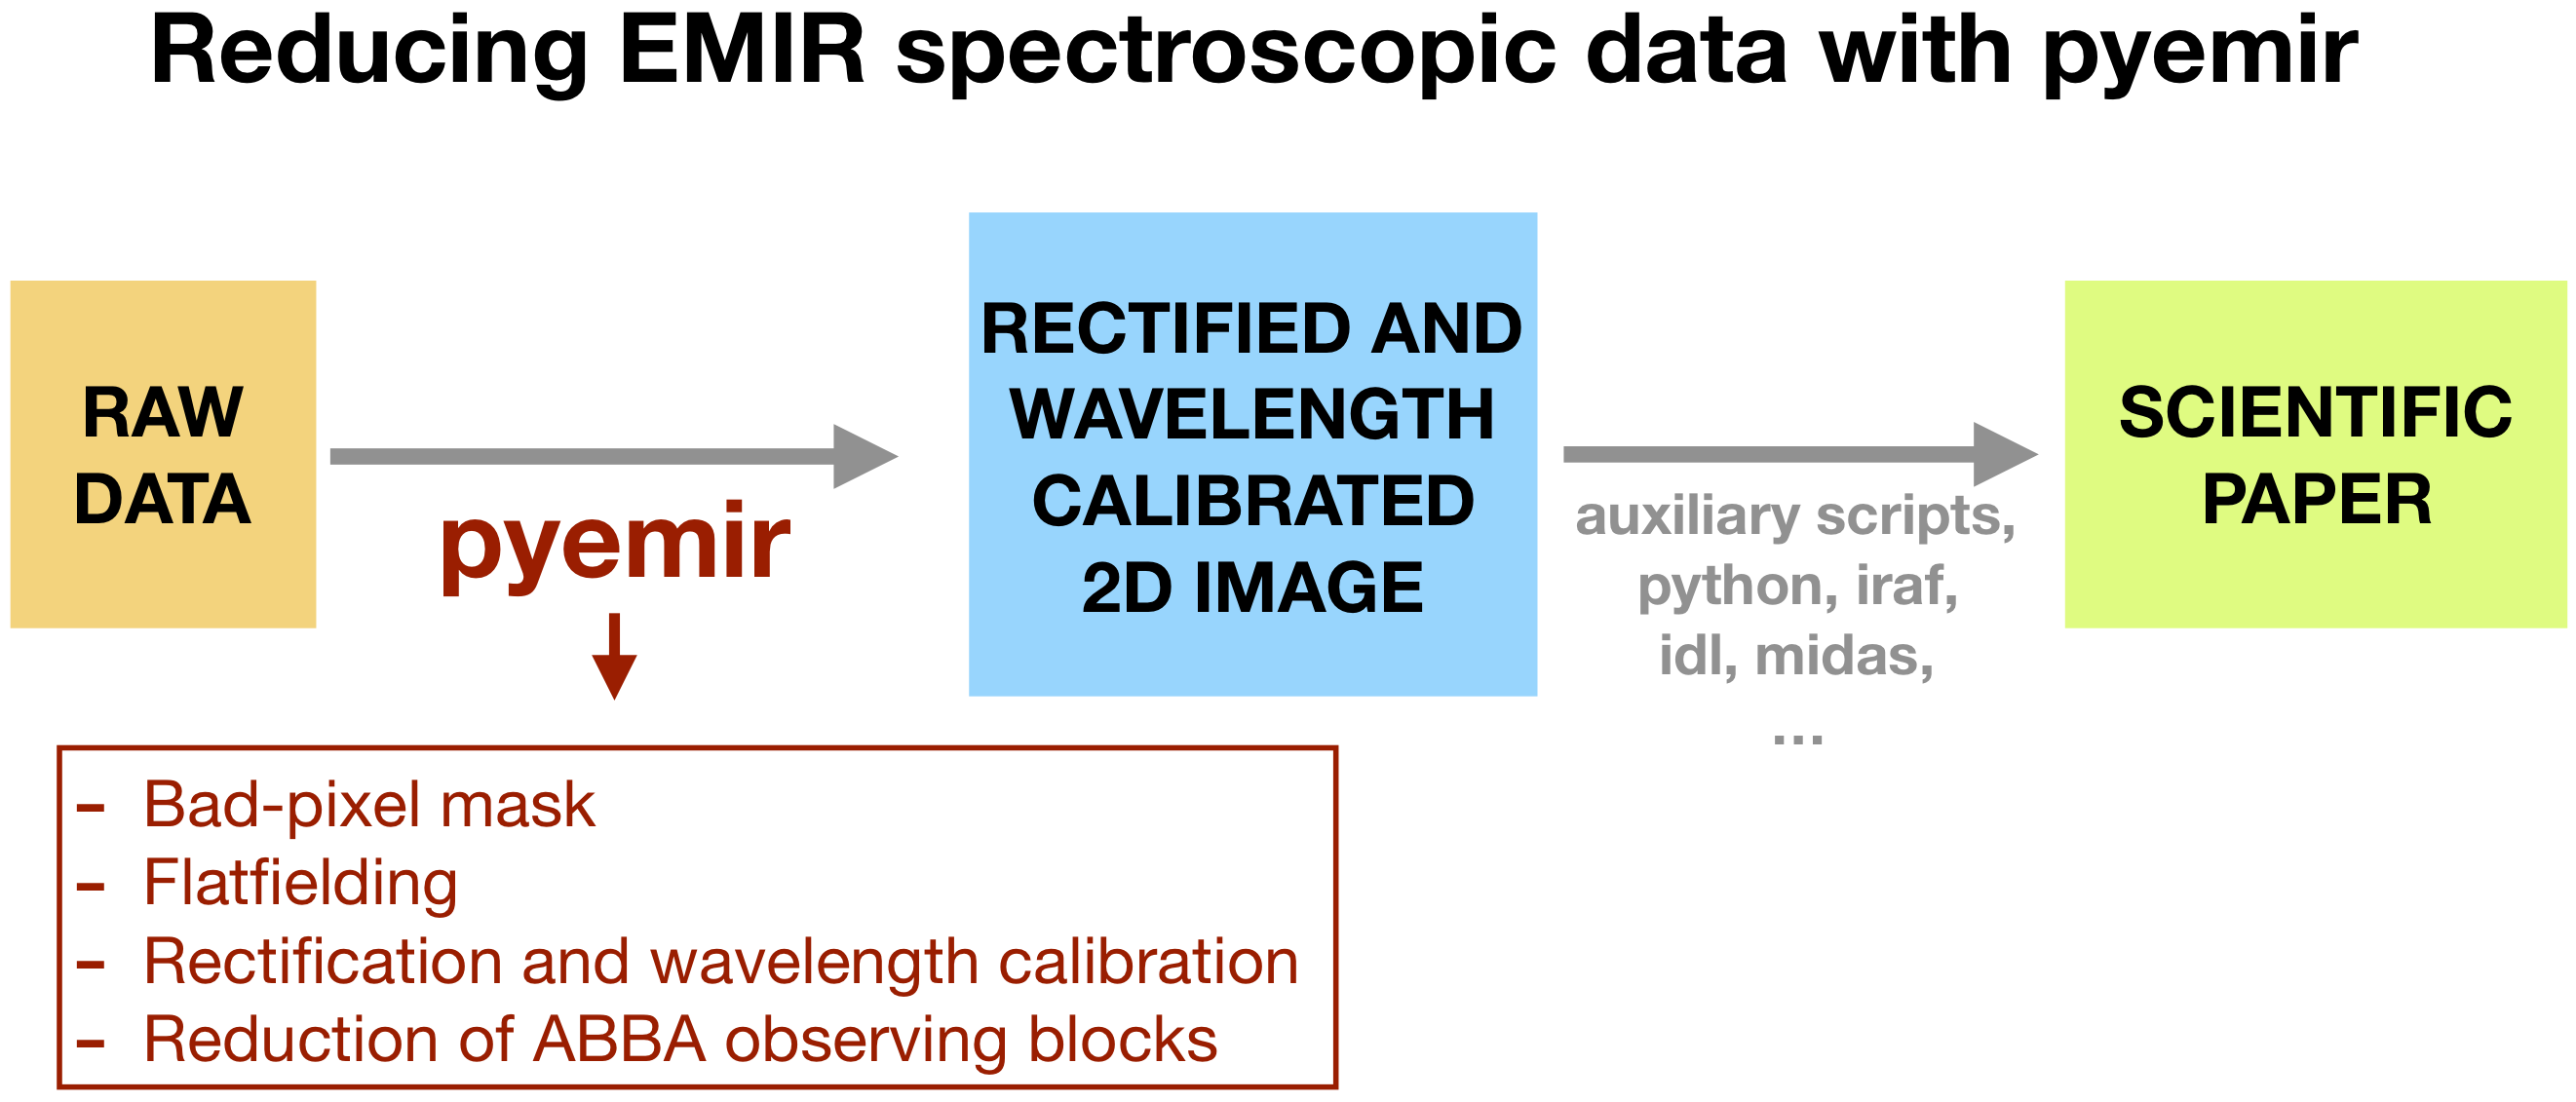 Reducing EMIR spectroscopic data with pyemir
RAW
DATA
pyemir
RECTIFIED AND
WAVELENGTH
CALIBRATED
2D IMAGE
auxiliary scripts,
python, iraf,
idl, midas,
...
SCIENTIFIC
PAPER
- Bad-pixel mask
- Flatfielding
- Rectification and wavelength calibration
- Reduction of ABBA observing blocks